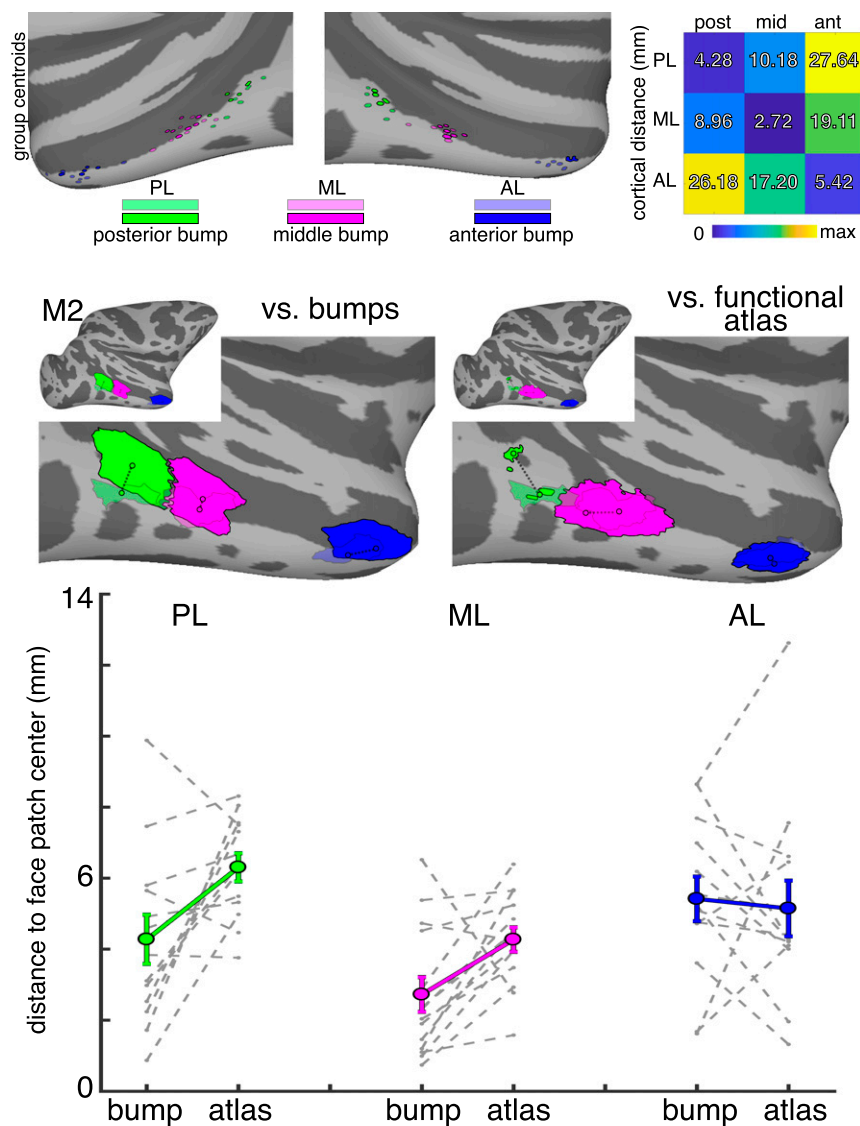 group centroids
PL ML AL
posterior bump middle bump anterior bump
cortical distance (mm)
post mid ant
PL 4.28 10.18 27.64
ML 8.96 2.72 19.11
AL 26.18 17.20 5.42
0 max
M2 vs. bumps
vs. functional
atlas
distance to face patch center (mm)
14
6
0
PL ML AL
bump atlas bump atlas bump atlas